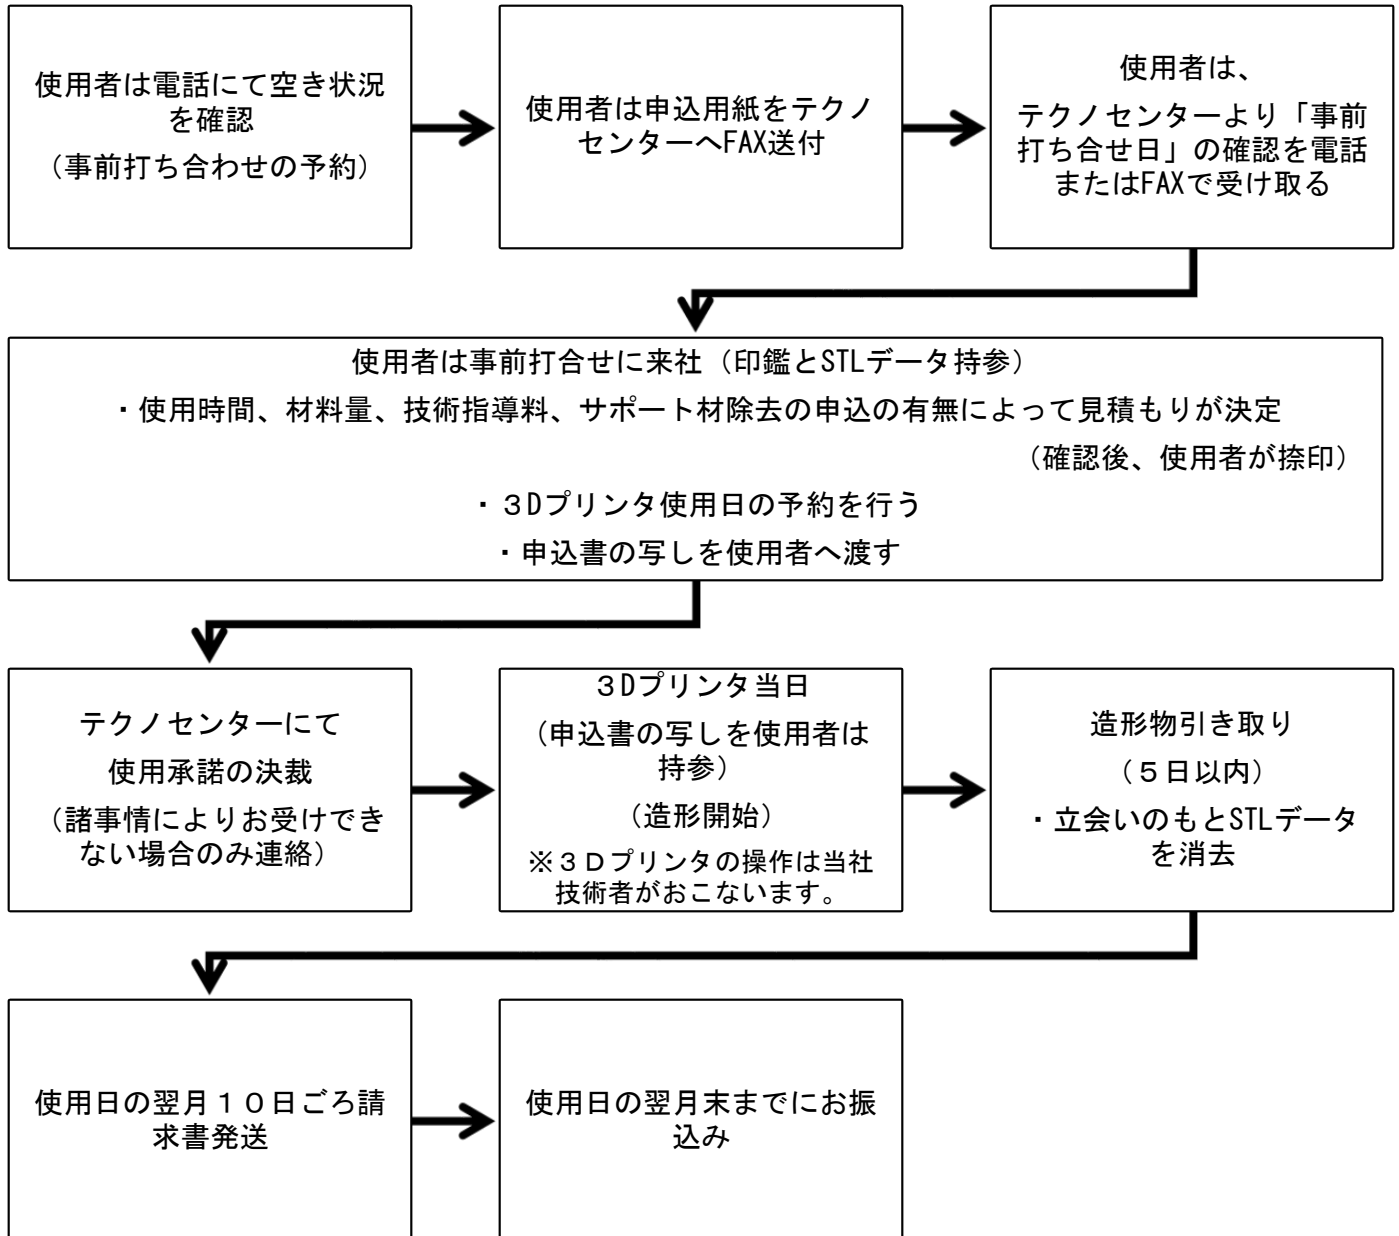 使用者は電話にて空き状況
を確認
（事前打ち合わせの予約）
使用者は申込用紙をテクノ
センターへFAX送付
使用者は、
テクノセンターより「事前
打ち合せ日」の確認を電話
またはFAXで受け取る
使用者は事前打合せに来社（印鑑とSTLデータ持参）
・使用時間、材料量、技術指導料、サポート材除去の申込の有無によって見積もりが決定
（確認後、使用者が捺印）
・３Dプリンタ使用日の予約を行う
・申込書の写しを使用者へ渡す
テクノセンターにて
使用承諾の決裁
（諸事情によりお受けでき
ない場合のみ連絡）
３Dプリンタ当日
（申込書の写しを使用者は
持参）
（造形開始）
※３Ｄプリンタの操作は当社
技術者がおこないます。
造形物引き取り
（５日以内）
・立会いのもとSTLデータ
を消去
使用日の翌月１０日ごろ請
求書発送
使用日の翌月末までにお振
込み